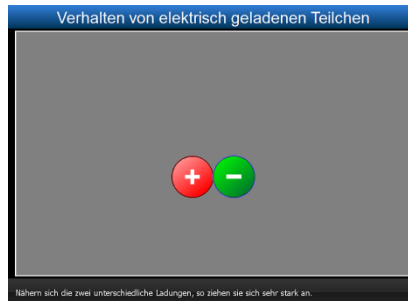 Verhalten von elektrisch geladenen Teilchen
+ −
Nähern sich die zwei unterschiedliche Ladungen, so ziehen sie sich sehr stark an.